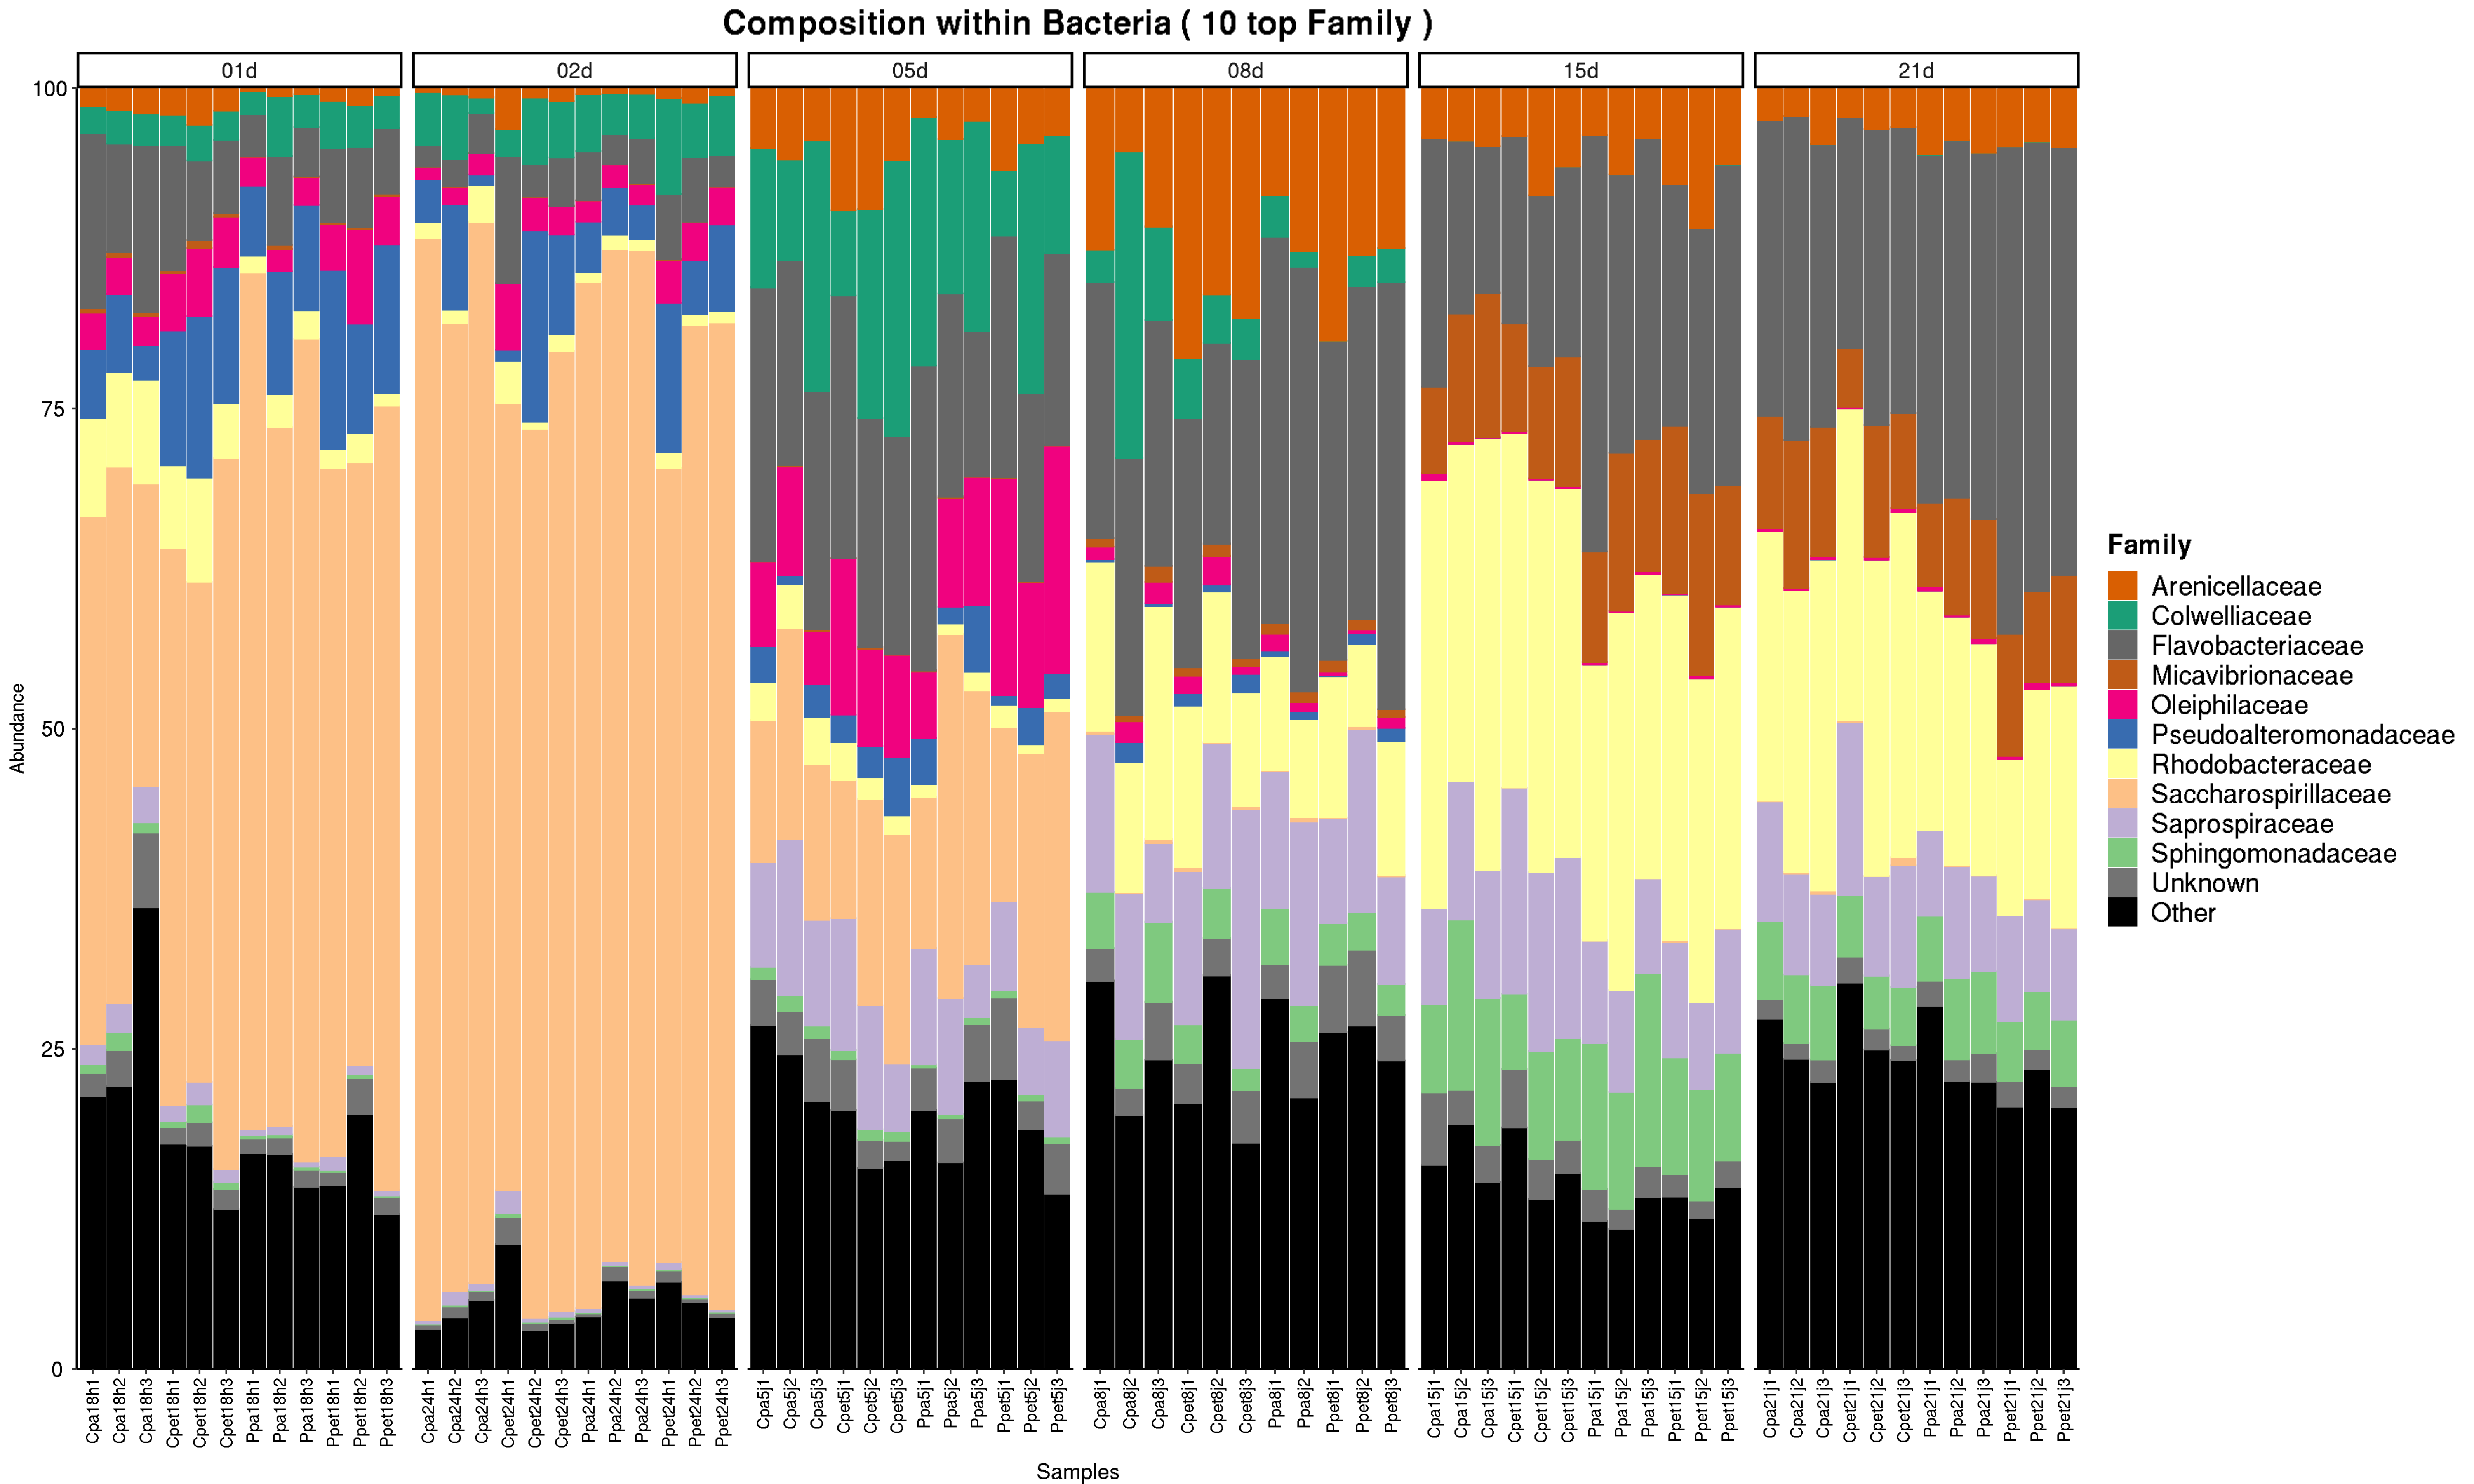 Composition within Bacteria ( 10 top Family )
01d
02d
05d
08d
15d
21d
100
75
50
25
0
Abundance
Cpa18h1
Cpa18h2
Cpa18h3
Cpet18h1
Cpet18h2
Cpet18h3
Ppa18h1
Ppa18h2
Ppa18h3
Ppet18h1
Ppet18h2
Ppet18h3
Cpa24h1
Cpa24h2
Cpa24h3
Cpet24h1
Cpet24h2
Cpet24h3
Ppa24h1
Ppa24h2
Ppa24h3
Ppet24h1
Ppet24h2
Ppet24h3
Cpa5j1
Cpa5j2
Cpa5j3
Cpet5j1
Cpet5j2
Cpet5j3
Ppa5j1
Ppa5j2
Ppa5j3
Ppet5j1
Ppet5j2
Ppet5j3
Cpa8j1
Cpa8j2
Cpa8j3
Cpet8j1
Cpet8j2
Cpet8j3
Ppa8j1
Ppa8j2
Ppet8j1
Ppet8j2
Ppet8j3
Cpa15j1
Cpa15j2
Cpa15j3
Cpet15j1
Cpet15j2
Cpet15j3
Ppa15j1
Ppa15j2
Ppa15j3
Ppet15j1
Ppet15j2
Ppet15j3
Cpa21j1
Cpa21j2
Cpa21j3
Cpet21j1
Cpet21j2
Cpet21j3
Ppa21j1
Ppa21j2
Ppa21j3
Ppet21j1
Ppet21j2
Ppet21j3
Samples
Family
Arenicellaceae
Colwelliaceae
Flavobacteriaceae
Micavibrionaceae
Oleiphilaceae
Pseudoalteromonadaceae
Rhodobacteraceae
Saccharospirillaceae
Saprospiraceae
Sphingomonadaceae
Unknown
Other